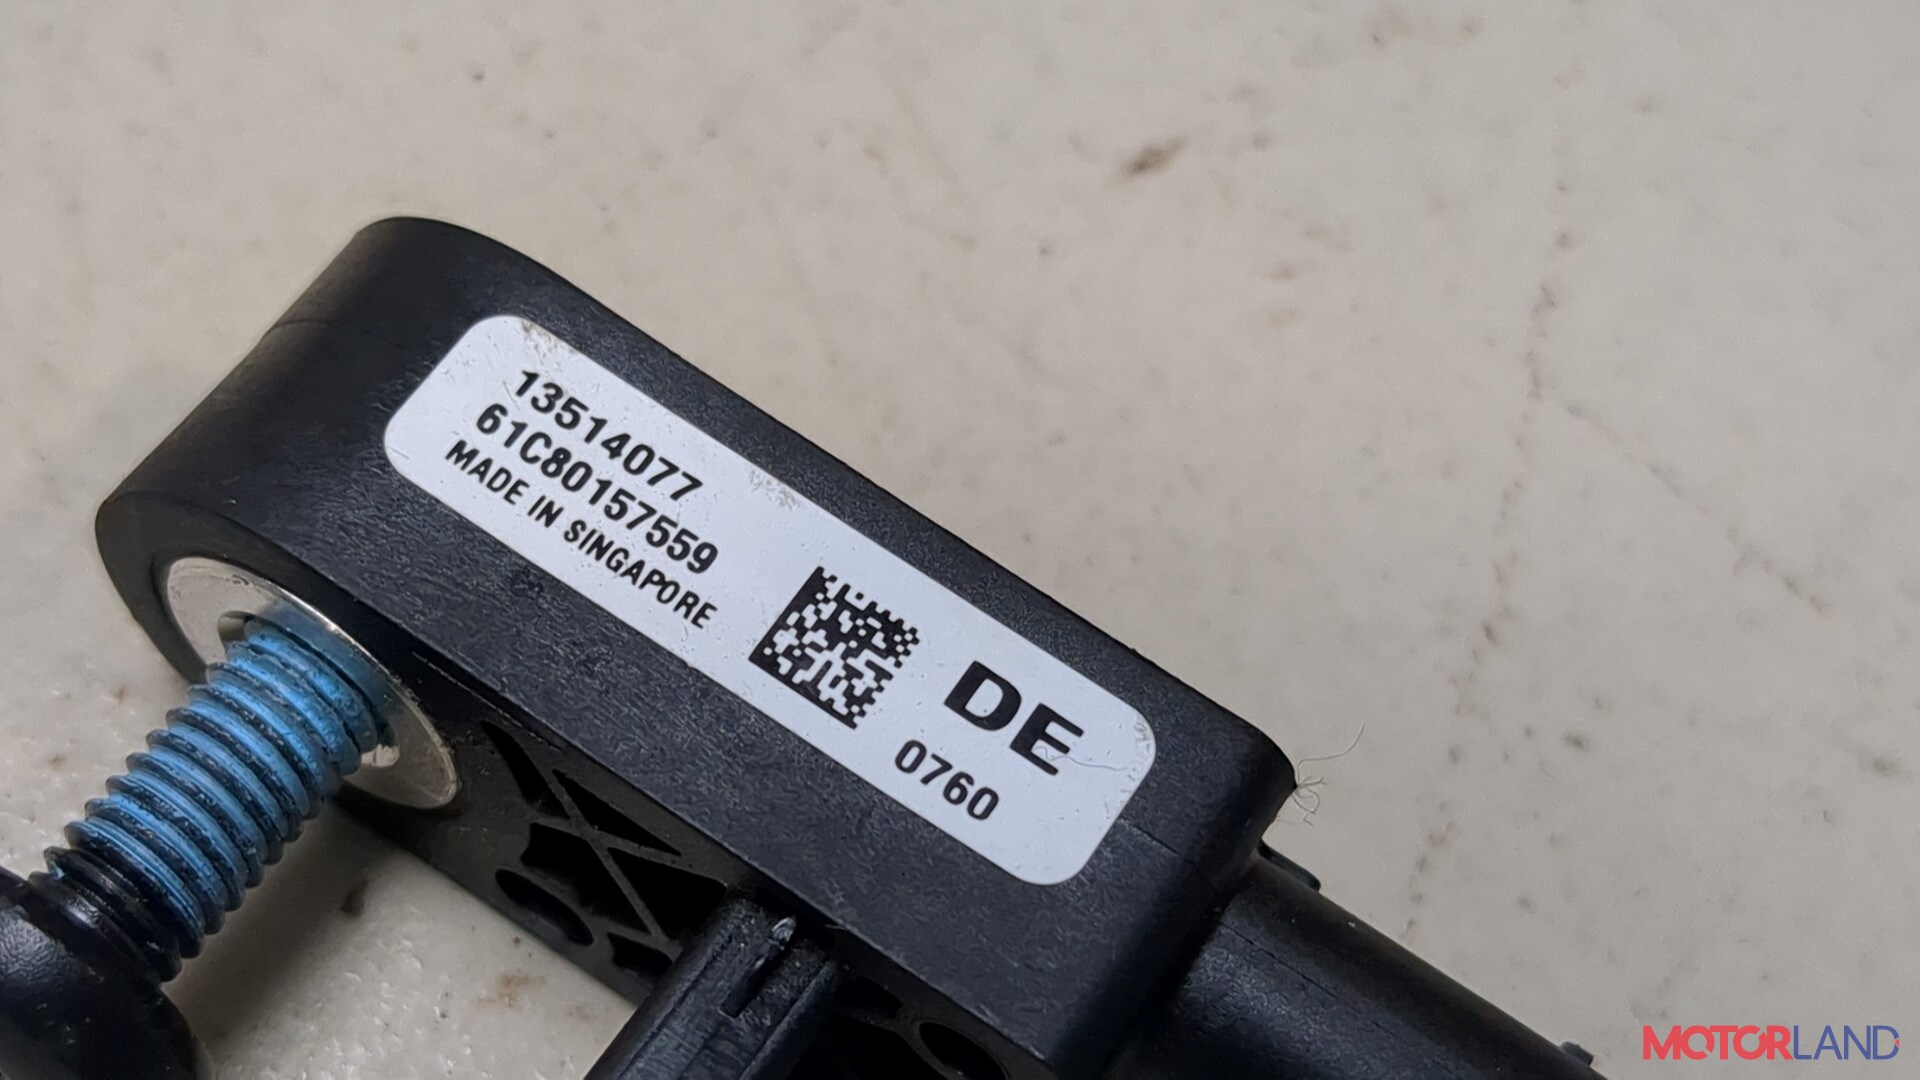 13514077
61C80157559
MADE IN SINGAPORE
DE
0760
MOTORLAND